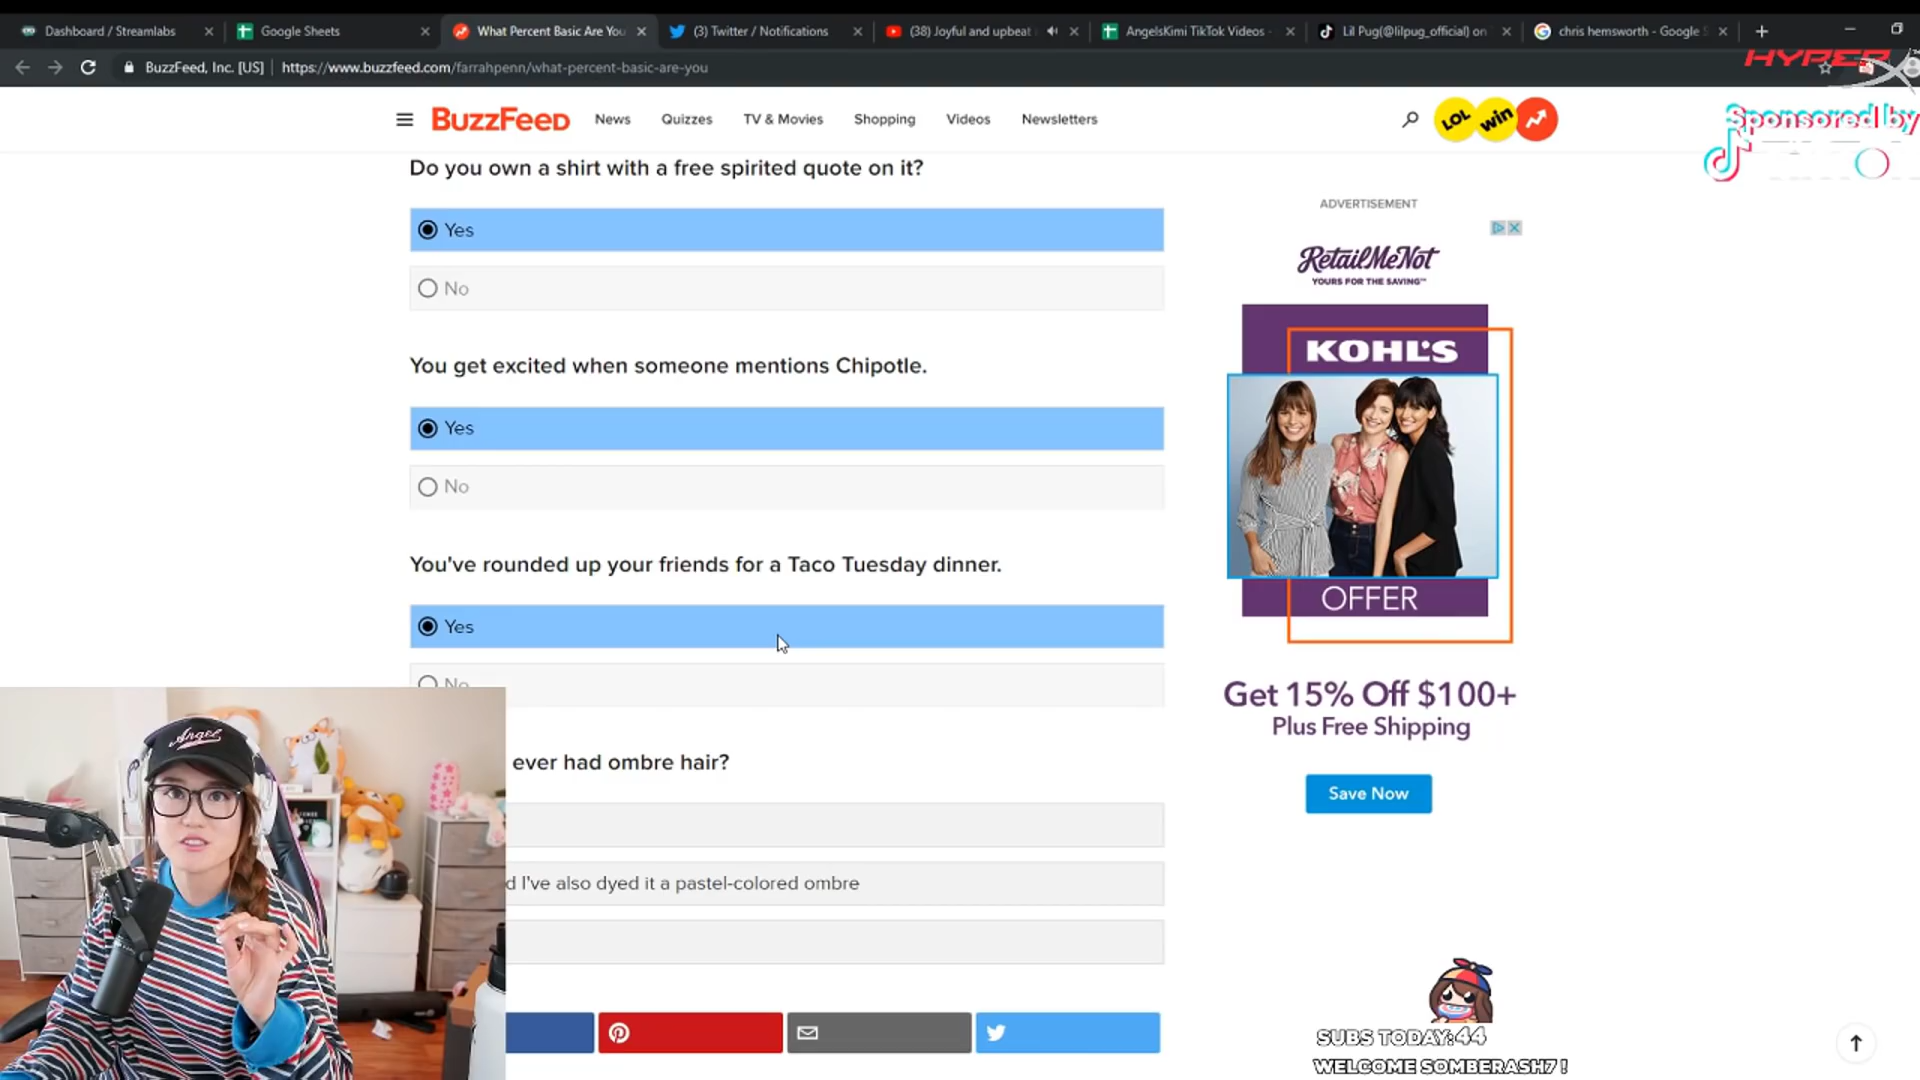 Dashboard / Streamlabs
Google Sheets
What Percent Basic Are You
(3) Twitter / Notifications
(38) Joyful and upbeat
AngelsKimi TikTok Videos -
Lil Pug(@lilpug_official) on
chris hemsworth - Google S
BuzzFeed, Inc. [US]
https://www.buzzfeed.com/farrahpenn/what-percent-basic-are-you
HYPERX
BuzzFeed
News
Quizzes
TV & Movies
Shopping
Videos
Newsletters
LOL
win
Sponsored by
Do you own a shirt with a free spirited quote on it?
Yes
No
You get excited when someone mentions Chipotle.
Yes
No
You've rounded up your friends for a Taco Tuesday dinner.
Yes
No
ever had ombre hair?
d I've also dyed it a pastel-colored ombre
ADVERTISEMENT
RetailMeNot
YOURS FOR THE SAVING™
KOHL'S
OFFER
Get 15% Off $100+
Plus Free Shipping
Save Now
Angel
SUBS TODAY:44
WELCOME SOMBERASH7 !